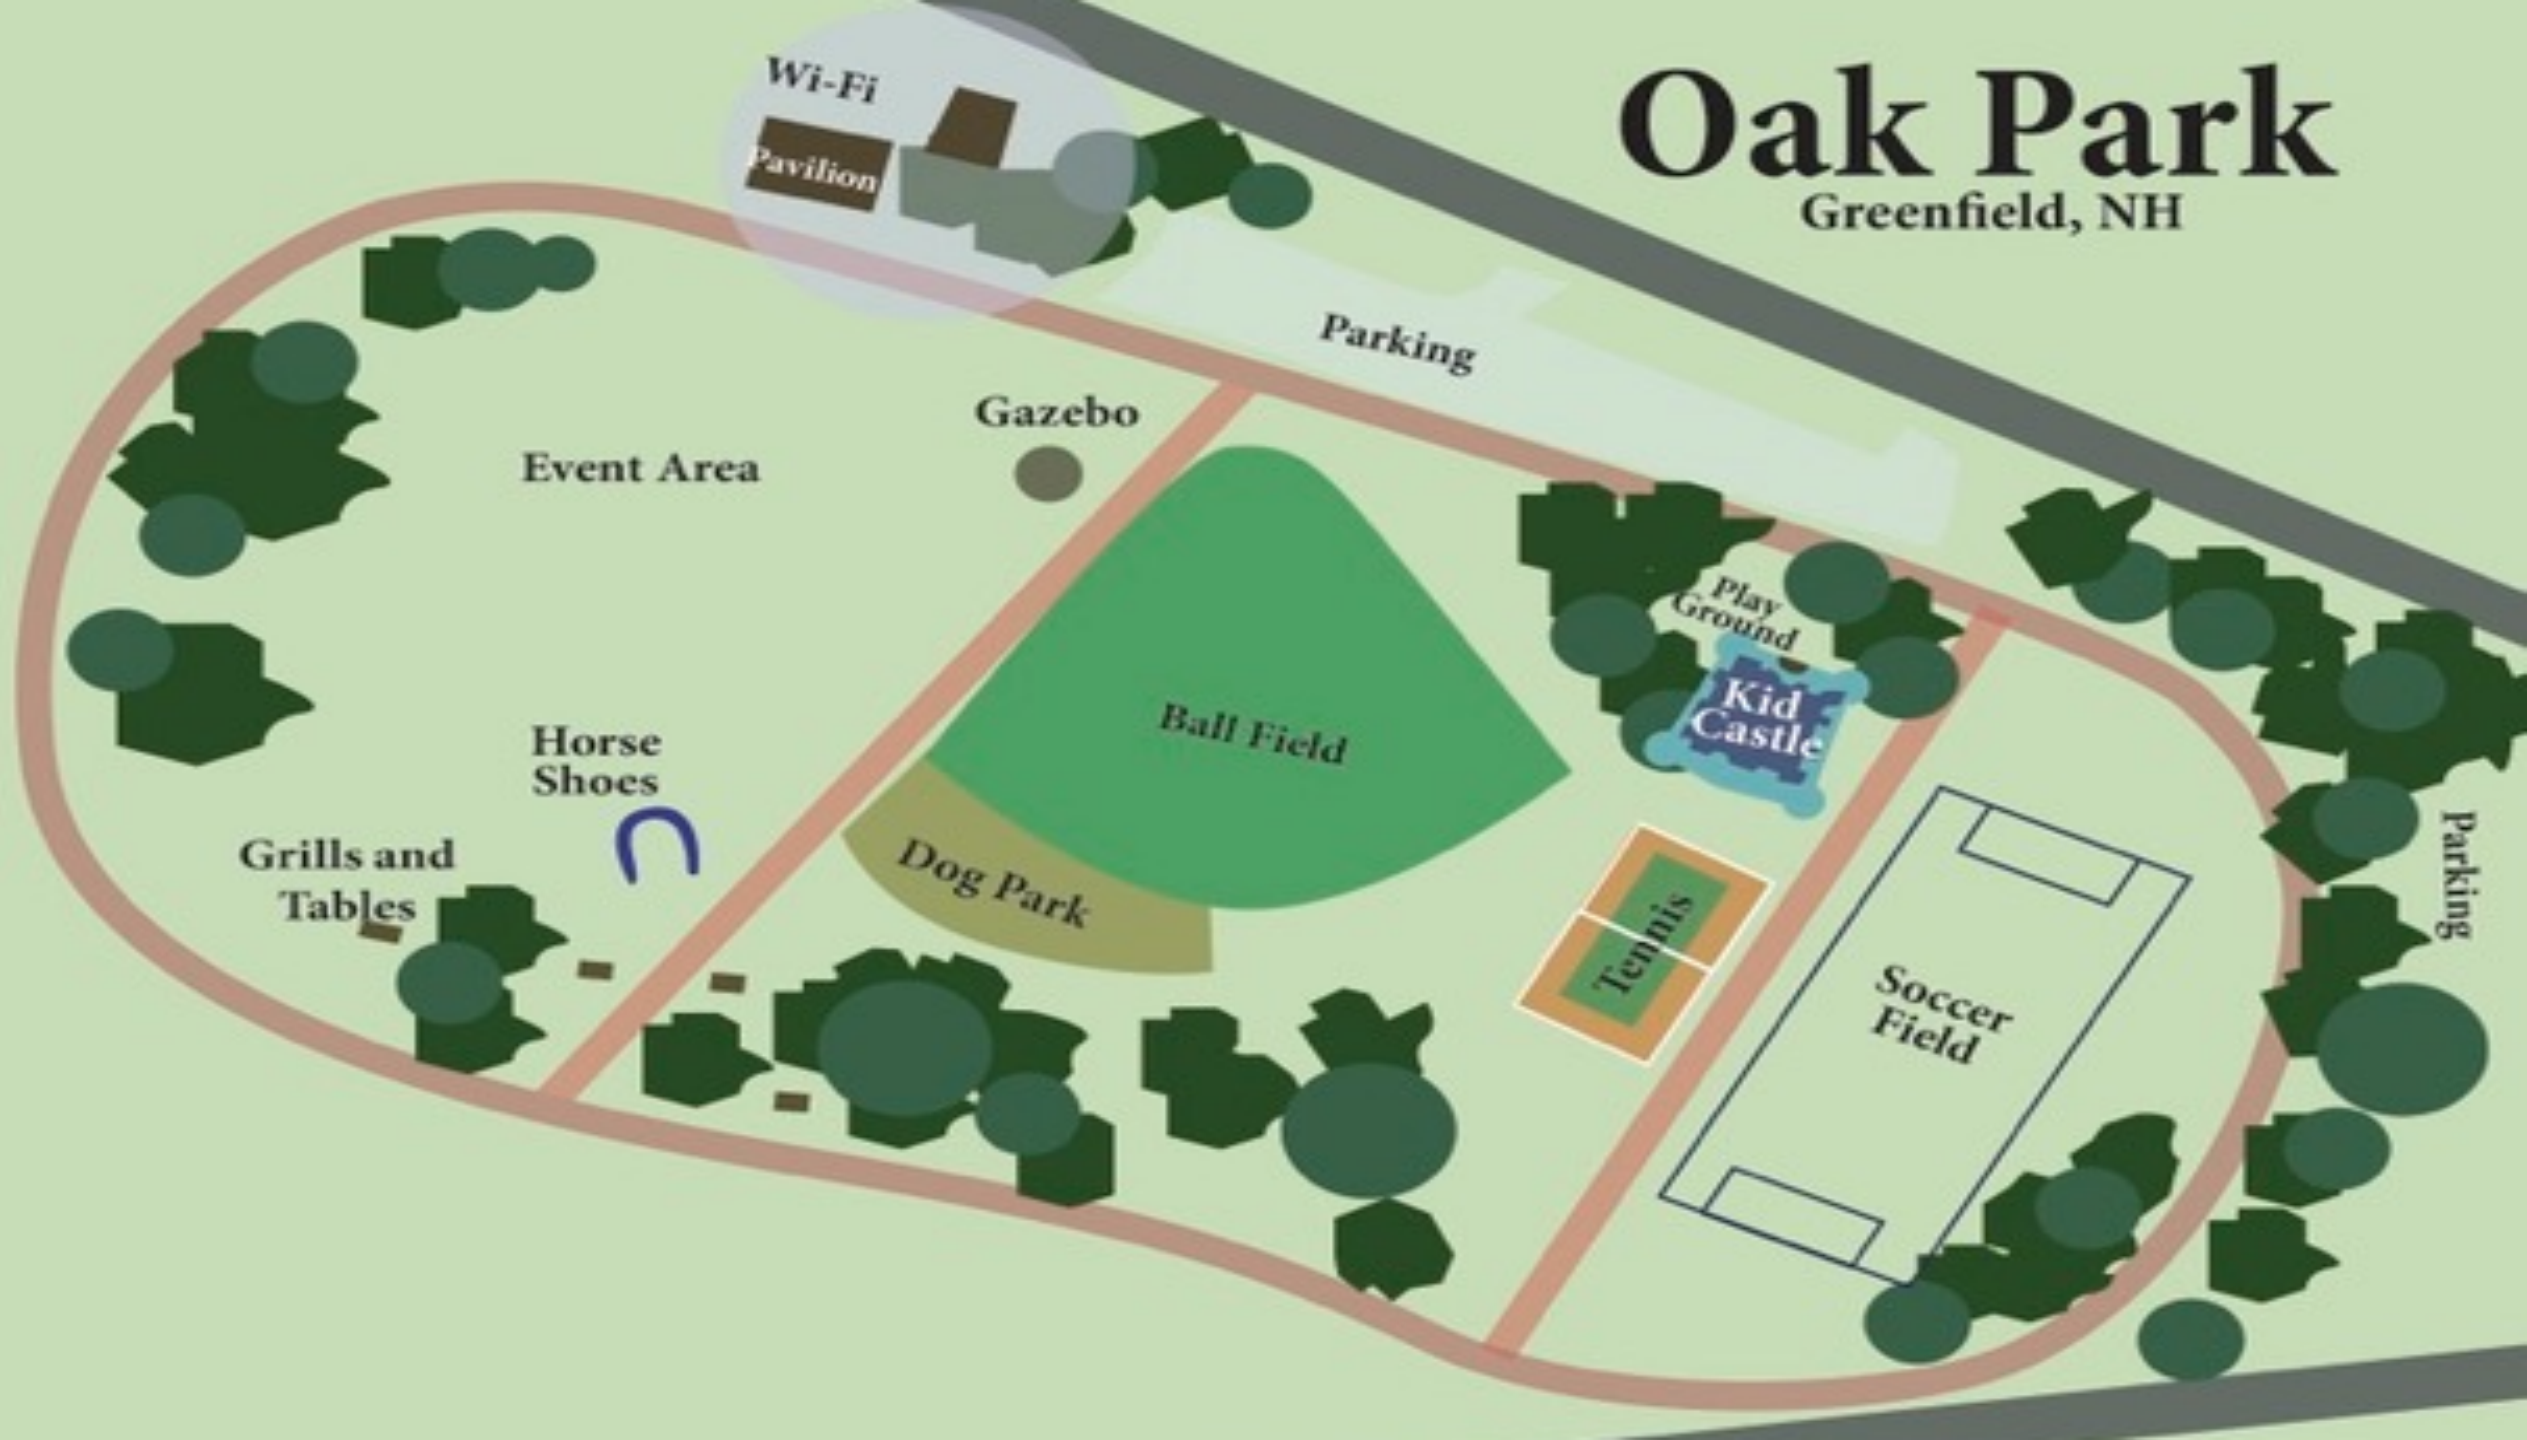 Oak Park
Greenfield, NH
Wi-Fi
Pavilion
Parking
Gazebo
Event Area
Play
Ground
Kid
Castle
Ball Field
Horse
Shoes
Grills and
Tables
Dog Park
Tennis
Soccer
Field
Parking